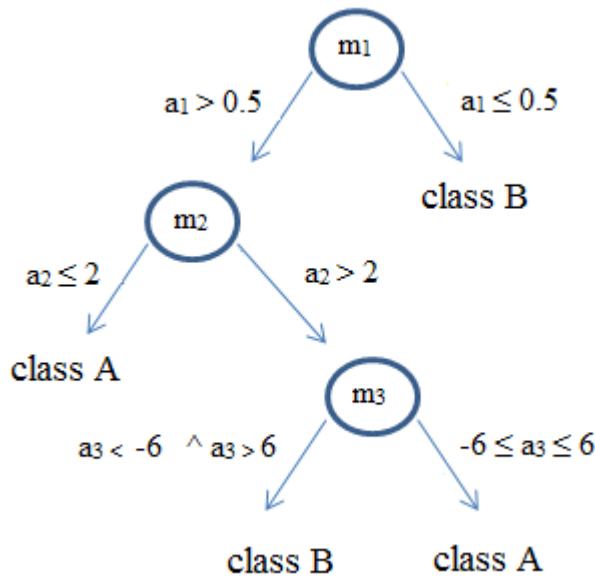 m1
a1 > 0.5
a1 ≤ 0.5
class B
m2
a2 ≤ 2
a2 > 2
class A
m3
a3 < -6 ^ a3 > 6
-6 ≤ a3 ≤ 6
class B
class A